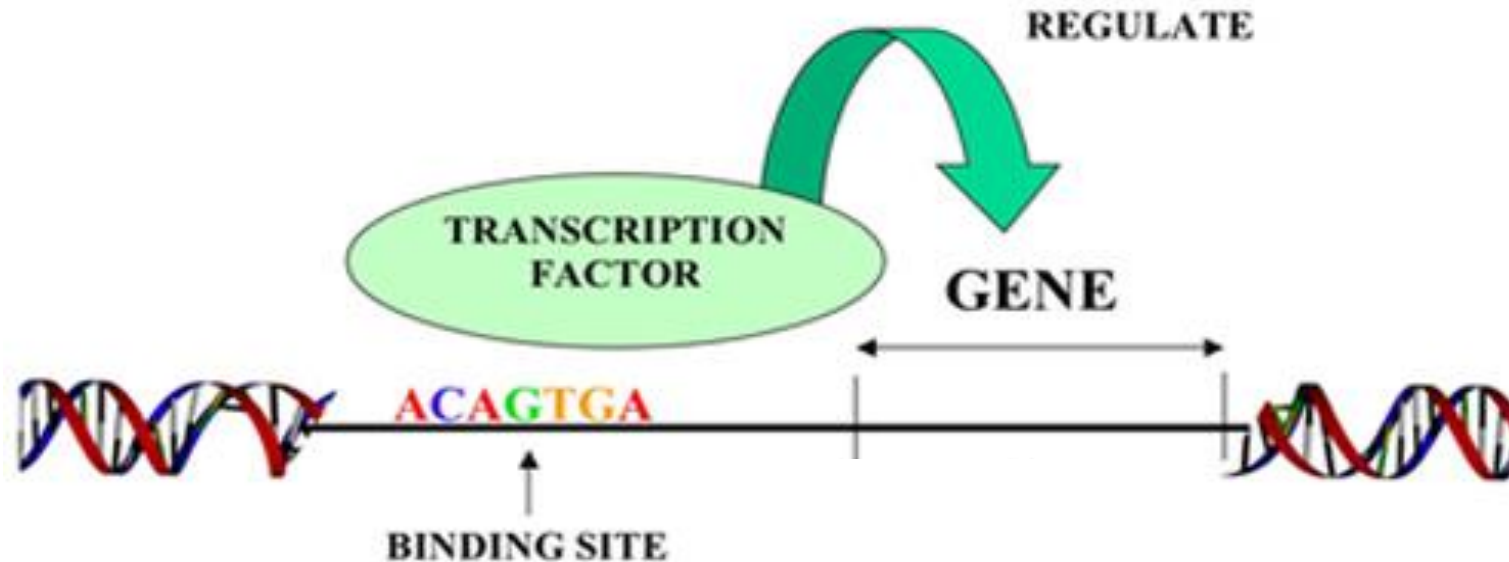 REGULATE
TRANSCRIPTION
FACTOR
GENE
ACAGTGA
BINDING SITE